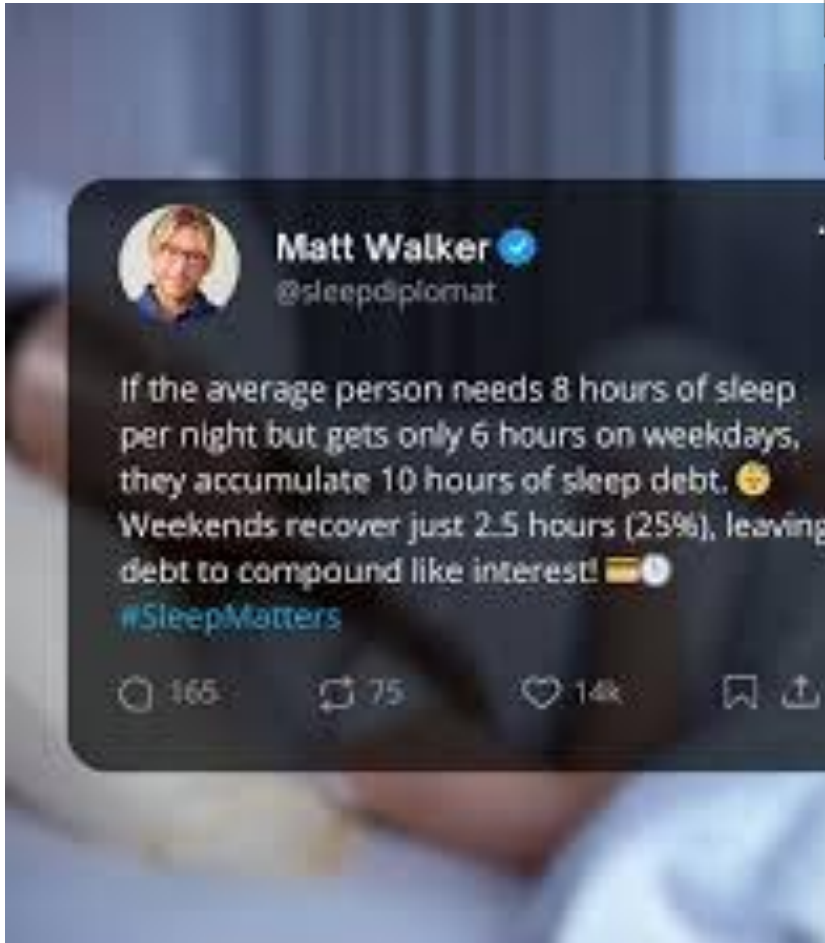 Matt Walker
@sleepdiplomat
If the average person needs 8 hours of sleep
per night but gets only 6 hours on weekdays,
they accumulate 10 hours of sleep debt. 😴
Weekends recover just 2.5 hours (25%), leaving
debt to compound like interest! 💳🕒
#SleepMatters
165 75 14k